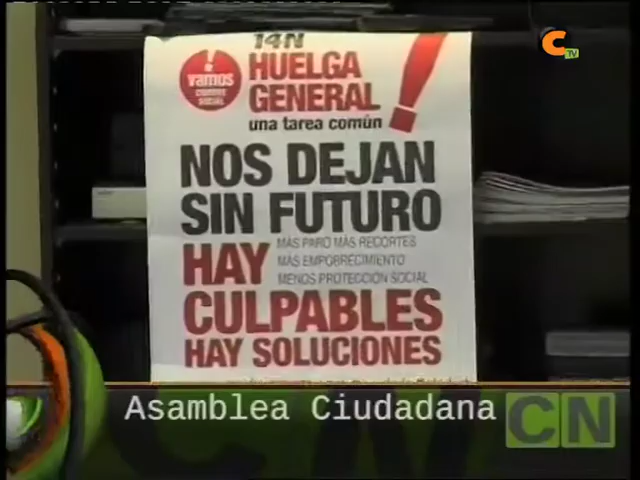 14N
HUELGA
GENERAL
una tarea común
vamos
CUMBRE
SOCIAL
NOS DEJAN
SIN FUTURO
HAY
MÁS PARO MÁS RECORTES
MÁS EMPOBRECIMIENTO
MENOS PROTECCIÓN SOCIAL
CULPABLES
HAY SOLUCIONES
Asamblea Ciudadana
CN
C
TV